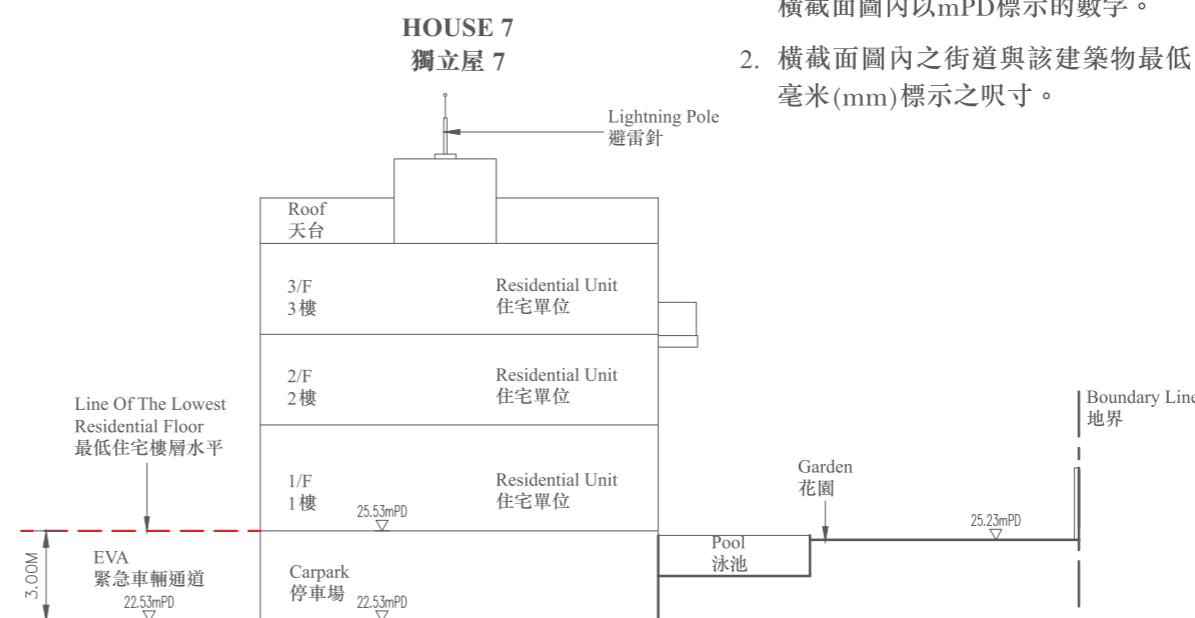 橫截面圖內以mPD標示的數字。
HOUSE 7
獨立屋 7
2. 橫截面圖內之街道與該建築物最低
毫米(mm)標示之呎寸。
Lightning Pole
避雷針
Roof
天台
3/F
3樓
Residential Unit
住宅單位
2/F
2樓
Residential Unit
住宅單位
Line Of The Lowest
Residential Floor
最低住宅樓層水平
Boundary Line
地界
1/F
1樓
Residential Unit
住宅單位
25.53mPD
Garden
花園
25.23mPD
Pool
泳池
3.00M
EVA
緊急車輛通道
22.53mPD
Carpark
停車場
22.53mPD